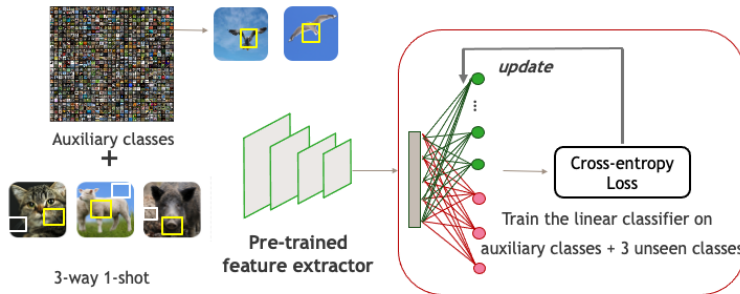 Auxiliary classes
+
3-way 1-shot
Pre-trained
feature extractor
update
...
Cross-entropy
Loss
Train the linear classifier on
auxiliary classes + 3 unseen classes